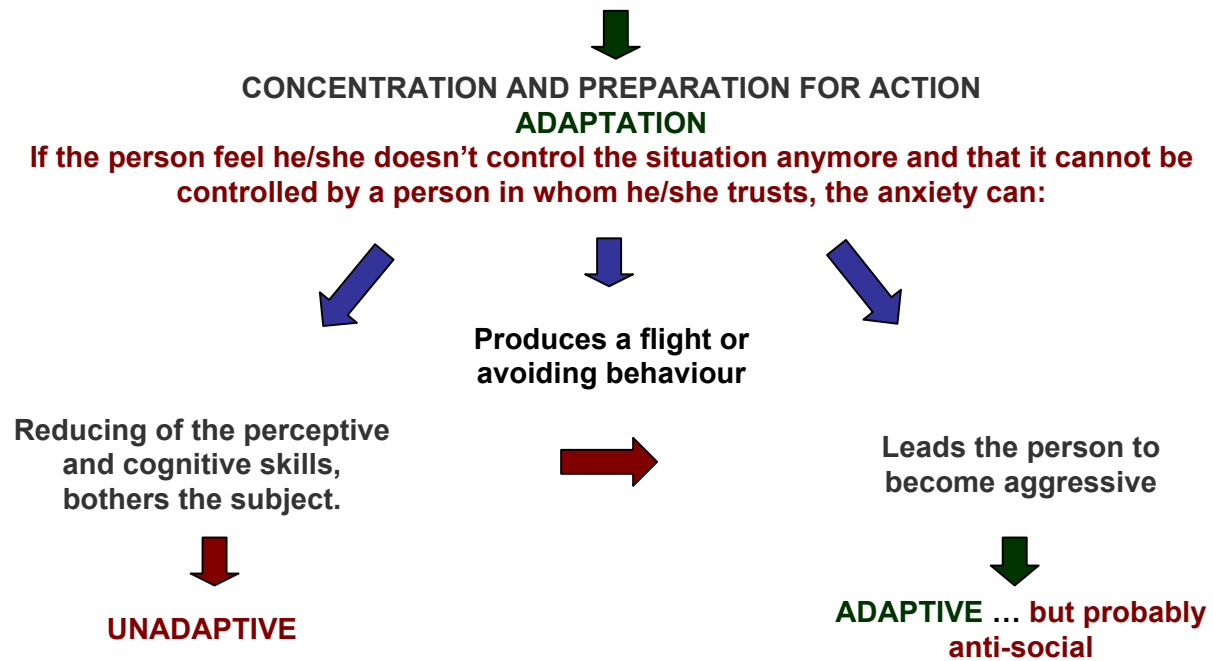 CONCENTRATION AND PREPARATION FOR ACTION
ADAPTATION
If the person feel he/she doesn’t control the situation anymore and that it cannot be
controlled by a person in whom he/she trusts, the anxiety can:
Produces a flight or
avoiding behaviour
Reducing of the perceptive
and cognitive skills,
bothers the subject.
Leads the person to
become aggressive
UNADAPTIVE
ADAPTIVE … but probably
anti-social